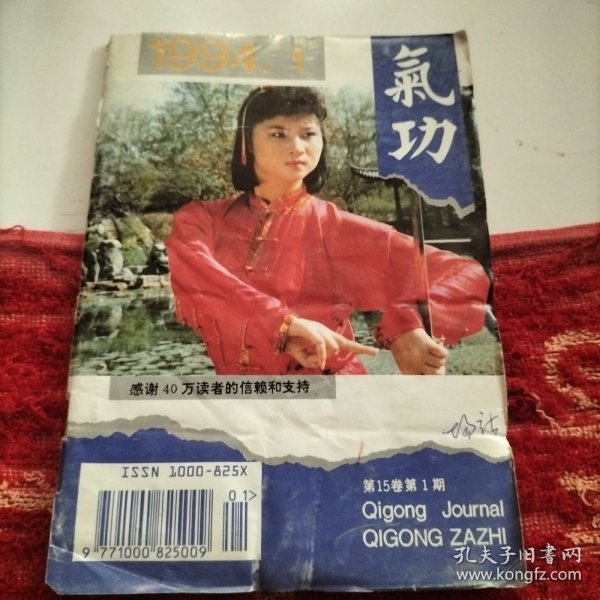 1994.1
氣功
感谢40万读者的信赖和支持
ISSN 1000-825X
01>
9 771000 825009
第15卷第1期
Qigong Journal
QIGONG ZAZHI
孔夫子旧书网
www.kongfz.com